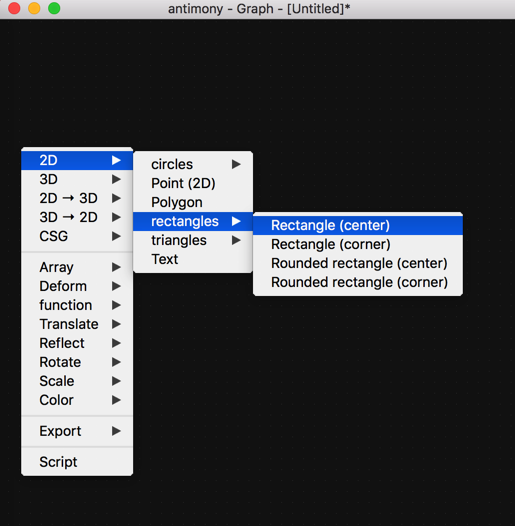 antimony - Graph - [Untitled]*
2D
3D
2D → 3D
3D → 2D
CSG
Array
Deform
function
Translate
Reflect
Rotate
Scale
Color
Export
Script
circles
Point (2D)
Polygon
rectangles
triangles
Text
Rectangle (center)
Rectangle (corner)
Rounded rectangle (center)
Rounded rectangle (corner)